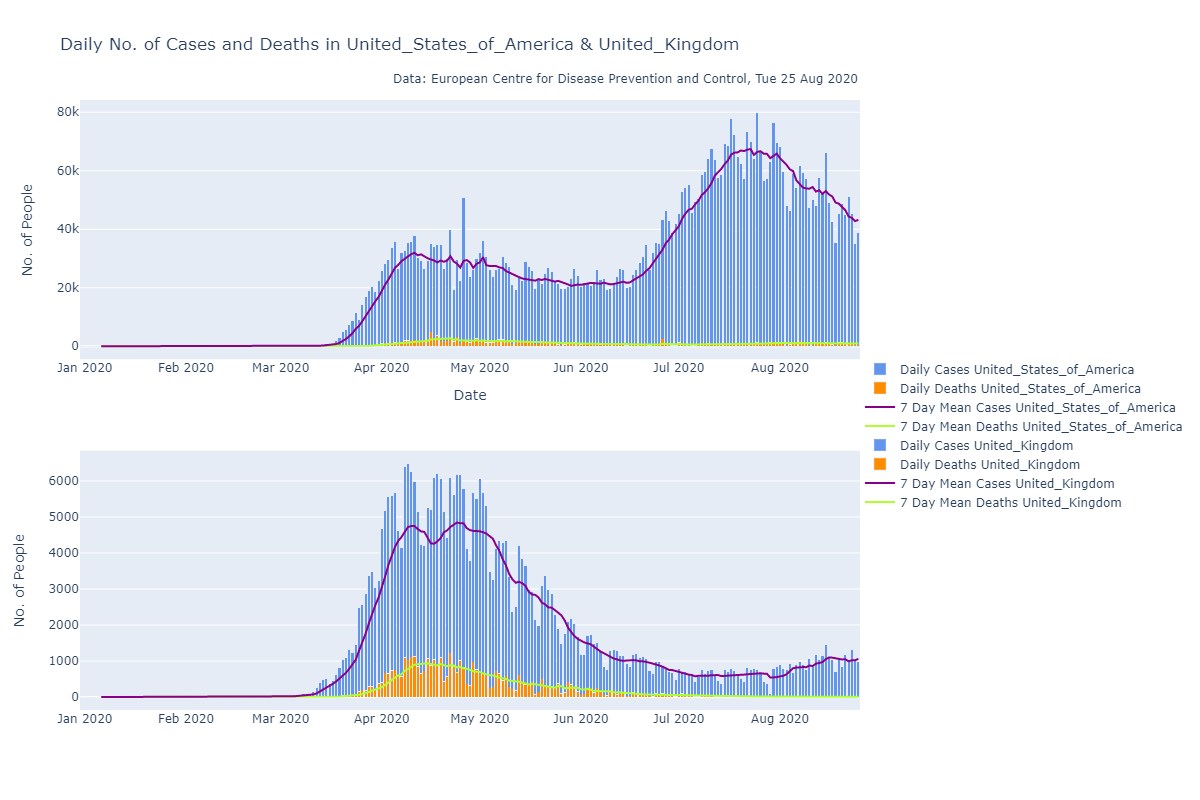 Daily No. of Cases and Deaths in United_States_of_America & United_Kingdom
Data: European Centre for Disease Prevention and Control, Tue 25 Aug 2020
80k
60k
40k
20k
0
No. of People
Jan 2020 Feb 2020 Mar 2020 Apr 2020 May 2020 Jun 2020 Jul 2020 Aug 2020
Date
Daily Cases United_States_of_America
Daily Deaths United_States_of_America
7 Day Mean Cases United_States_of_America
7 Day Mean Deaths United_States_of_America
Daily Cases United_Kingdom
Daily Deaths United_Kingdom
7 Day Mean Cases United_Kingdom
7 Day Mean Deaths United_Kingdom
6000
5000
4000
3000
2000
1000
0
No. of People
Jan 2020 Feb 2020 Mar 2020 Apr 2020 May 2020 Jun 2020 Jul 2020 Aug 2020